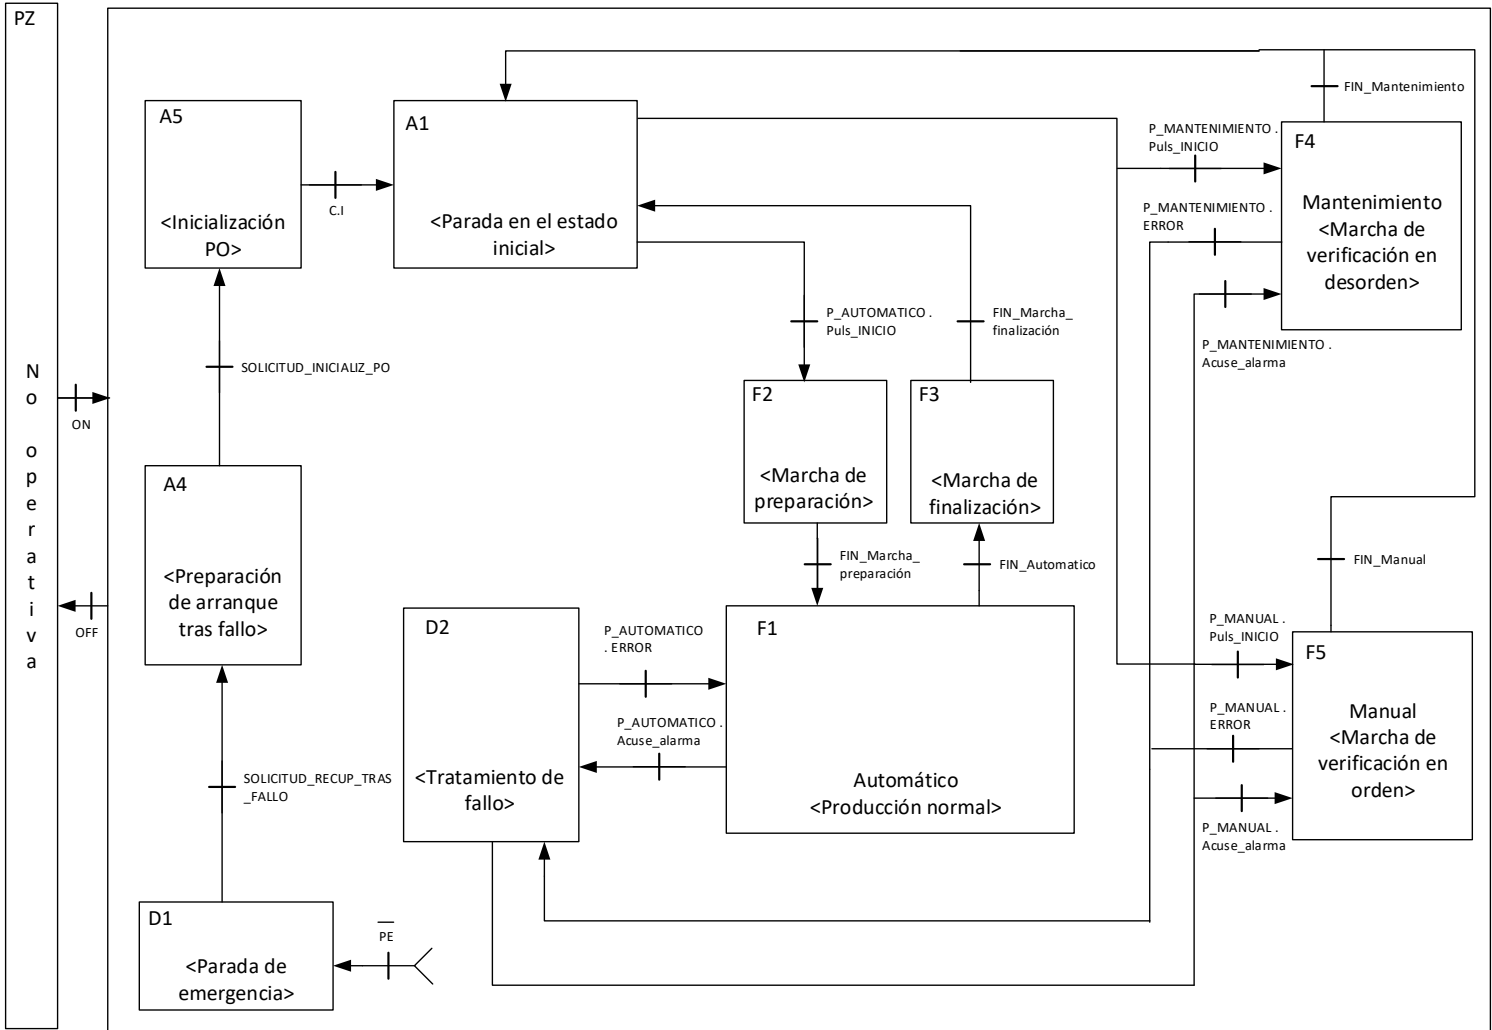 PZ
No operativa
ON
OFF
A5
<Inicialización
PO>
C.I
A1
<Parada en el estado
inicial>
SOLICITUD_INICIALIZ_PO
A4
<Preparación
de arranque
tras fallo>
SOLICITUD_RECUP_TRAS
_FALLO
D1
<Parada de
emergencia>
PE
P_AUTOMATICO .
Puls_INICIO
FIN_Marcha_
finalización
F2
<Marcha de
preparación>
F3
<Marcha de
finalización>
FIN_Marcha_
preparación
FIN_Automatico
D2
<Tratamiento de
fallo>
P_AUTOMATICO
. ERROR
P_AUTOMATICO .
Acuse_alarma
F1
Automático
<Producción normal>
FIN_Mantenimiento
P_MANTENIMIENTO .
Puls_INICIO
P_MANTENIMIENTO .
ERROR
P_MANTENIMIENTO .
Acuse_alarma
F4
Mantenimiento
<Marcha de
verificación en
desorden>
FIN_Manual
P_MANUAL .
Puls_INICIO
P_MANUAL .
ERROR
P_MANUAL .
Acuse_alarma
F5
Manual
<Marcha de
verificación en
orden>